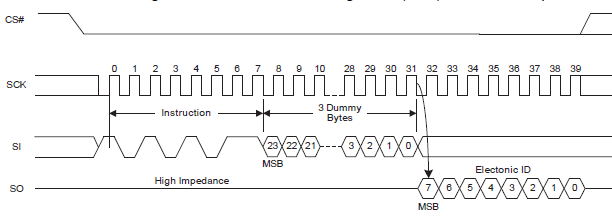 CS#
0 1 2 3 4 5 6 7 8 9 10 28 29 30 31 32 33 34 35 36 37 38 39
SCK
Instruction
3 Dummy
Bytes
SI
23 22 21 3 2 1 0
MSB
High Impedance
Electonic ID
SO
7 6 5 4 3 2 1 0
MSB